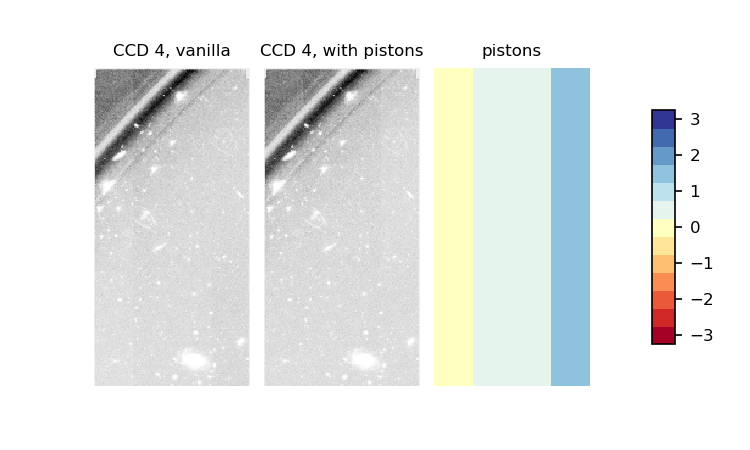 CCD 4, vanilla
CCD 4, with pistons
pistons
3
2
1
0
−1
−2
−3